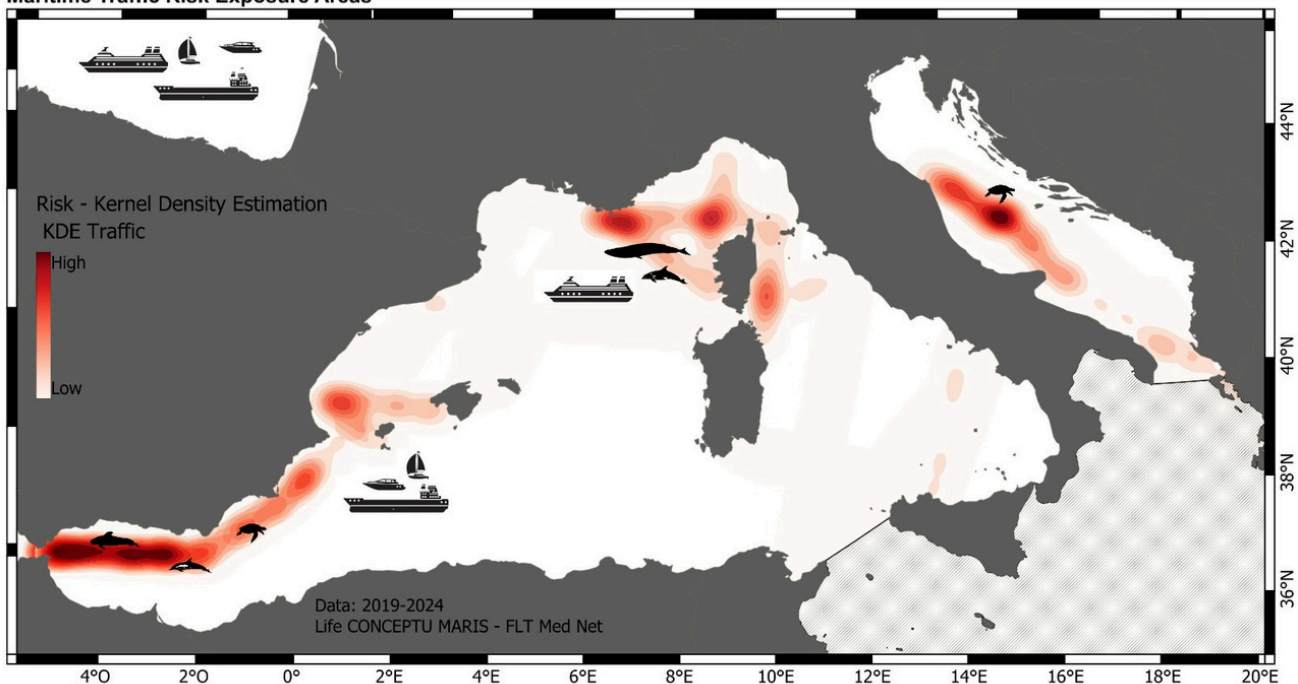 Maritime Traffic Risk Exposure Areas
Risk - Kernel Density Estimation
KDE Traffic
High
Low
Data: 2019-2024
Life CONCEPTU MARIS - FLT Med Net
44°N
42°N
40°N
38°N
36°N
4°O 2°O 0° 2°E 4°E 6°E 8°E 10°E 12°E 14°E 16°E 18°E 20°E